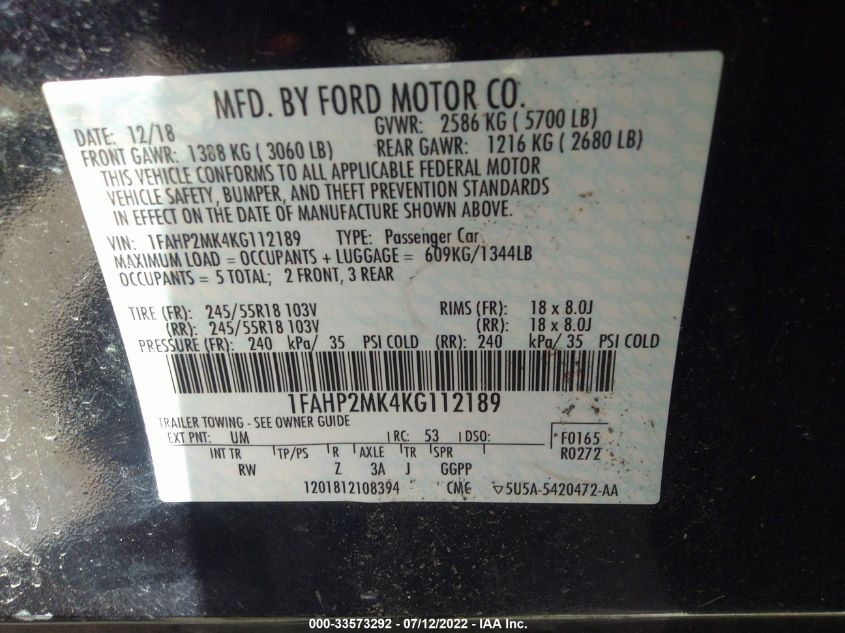 MFD. BY FORD MOTOR CO.
DATE: 12/18 GVWR: 2586 KG ( 5700 LB)
FRONT GAWR: 1388 KG ( 3060 LB) REAR GAWR: 1216 KG ( 2680 LB)
THIS VEHICLE CONFORMS TO ALL APPLICABLE FEDERAL MOTOR
VEHICLE SAFETY, BUMPER, AND THEFT PREVENTION STANDARDS
IN EFFECT ON THE DATE OF MANUFACTURE SHOWN ABOVE.
VIN: 1FAHP2MK4KG112189 TYPE: Passenger Car
MAXIMUM LOAD = OCCUPANTS + LUGGAGE = 609KG/1344LB
OCCUPANTS = 5 TOTAL; 2 FRONT, 3 REAR
TIRE (FR): 245/55R18 103V RIMS (FR): 18 x 8.0J
(RR): 245/55R18 103V (RR): 18 x 8.0J
PRESSURE (FR): 240 kPa/ 35 PSI COLD (RR): 240 kPa/ 35 PSI COLD
1FAHP2MK4KG112189
TRAILER TOWING - SEE OWNER GUIDE
EXT PNT: UM RC: 53 DSO: *F0165
R0272
INT TR TP/PS R AXLE TR SPR
RW Z 3A J GGPP
1201812108394 CMC ▽5U5A-5420472-AA
000-33573292 - 07/12/2022 - IAA Inc.